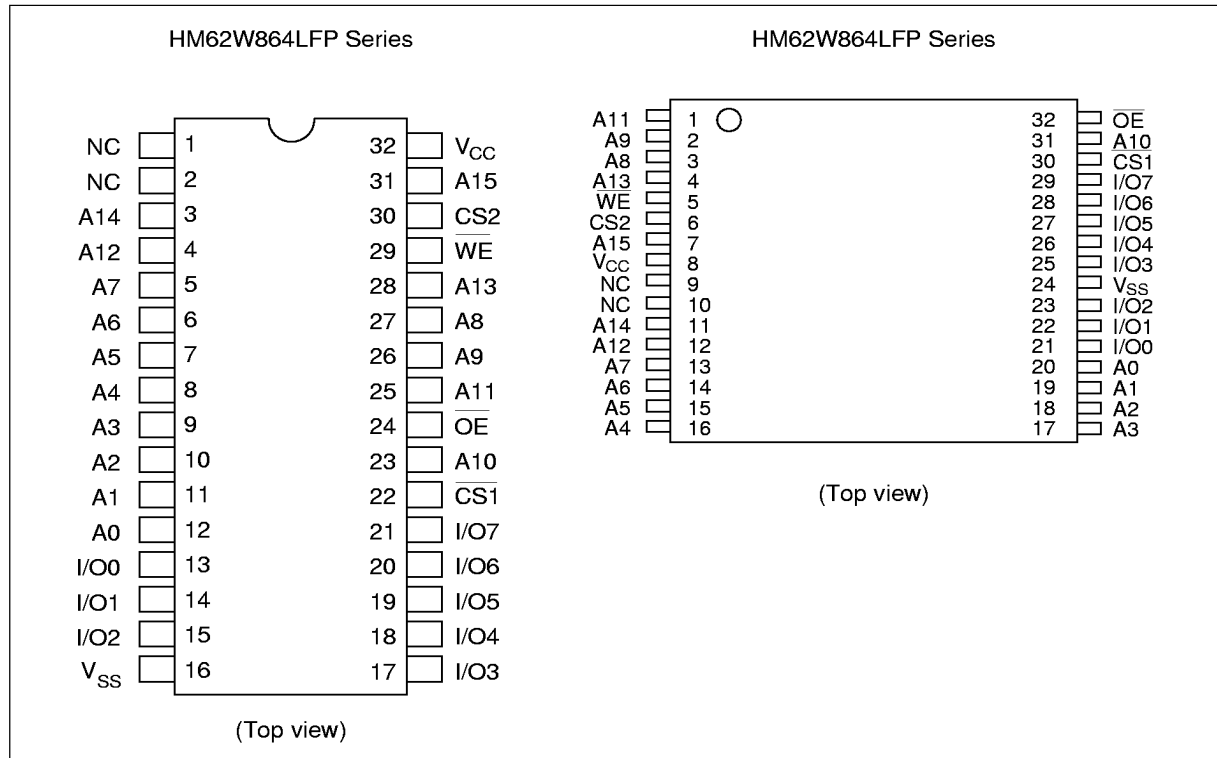 HM62W864LFP Series
NC 1 32 VCC
NC 2 31 A15
A14 3 30 CS2
A12 4 29 W̅E̅
A7 5 28 A13
A6 6 27 A8
A5 7 26 A9
A4 8 25 A11
A3 9 24 O̅E̅
A2 10 23 A10
A1 11 22 C̅S̅1̅
A0 12 21 I/O7
I/O0 13 20 I/O6
I/O1 14 19 I/O5
I/O2 15 18 I/O4
VSS 16 17 I/O3
(Top view)
HM62W864LFP Series
A11 1 32 O̅E̅
A9 2 31 A10
A8 3 30 C̅S̅1̅
A13 4 29 I/O7
W̅E̅ 5 28 I/O6
CS2 6 27 I/O5
A15 7 26 I/O4
VCC 8 25 I/O3
NC 9 24 VSS
NC 10 23 I/O2
A14 11 22 I/O1
A12 12 21 I/O0
A7 13 20 A0
A6 14 19 A1
A5 15 18 A2
A4 16 17 A3
(Top view)